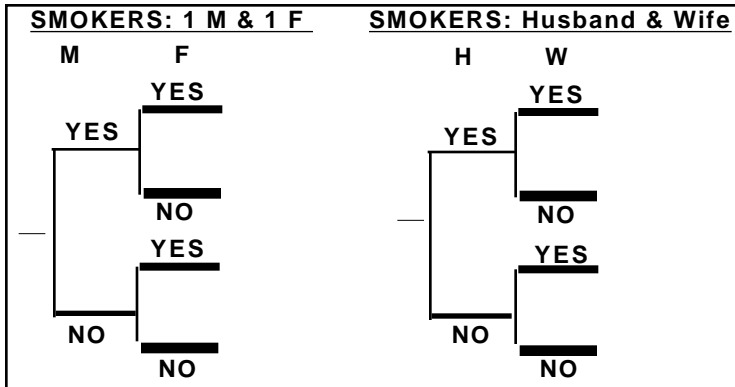 SMOKERS: 1 M & 1 F
M F
YES
YES
NO
YES
NO
NO
SMOKERS: Husband & Wife
H W
YES
YES
NO
YES
NO
NO